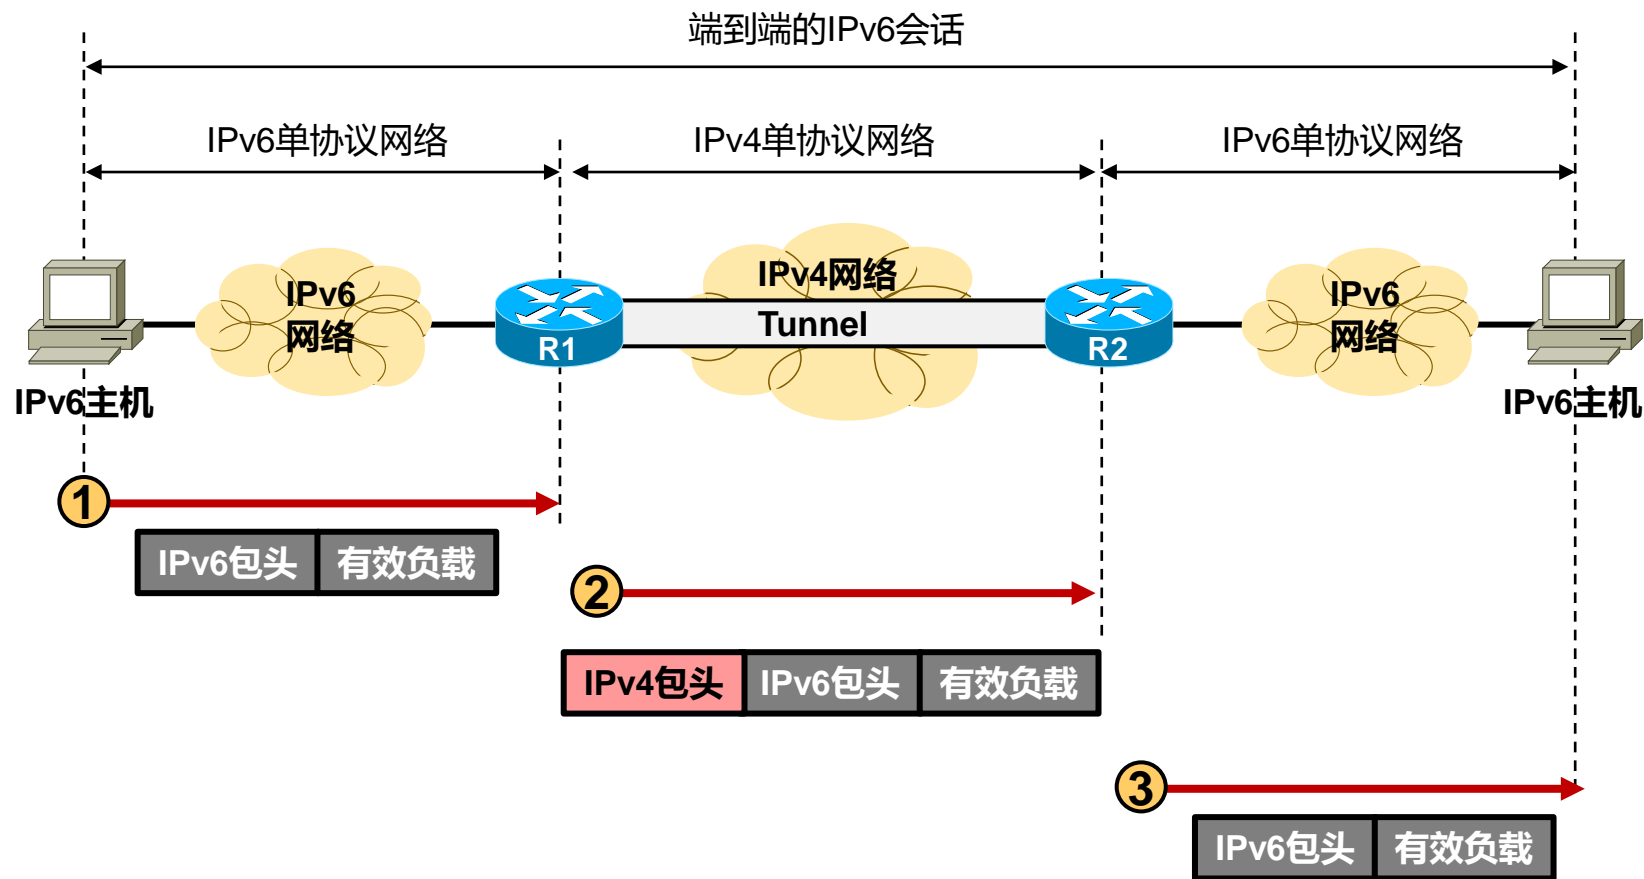 端到端的IPv6会话
IPv6单协议网络
IPv4单协议网络
IPv6单协议网络
IPv6
网络
IPv4网络
Tunnel
R1
R2
IPv6
网络
IPv6主机
IPv6主机
1
IPv6包头 有效负载
2
IPv4包头 IPv6包头 有效负载
3
IPv6包头 有效负载